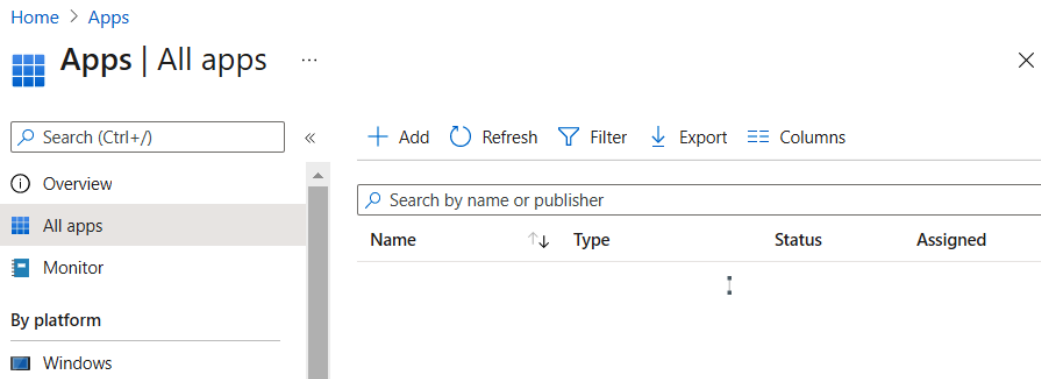 Home > Apps
Apps | All apps ...
Search (Ctrl+/) «
+ Add Refresh Filter Export Columns
Overview
Search by name or publisher
All apps
Name ↑↓ Type Status Assigned
Monitor
By platform
Windows